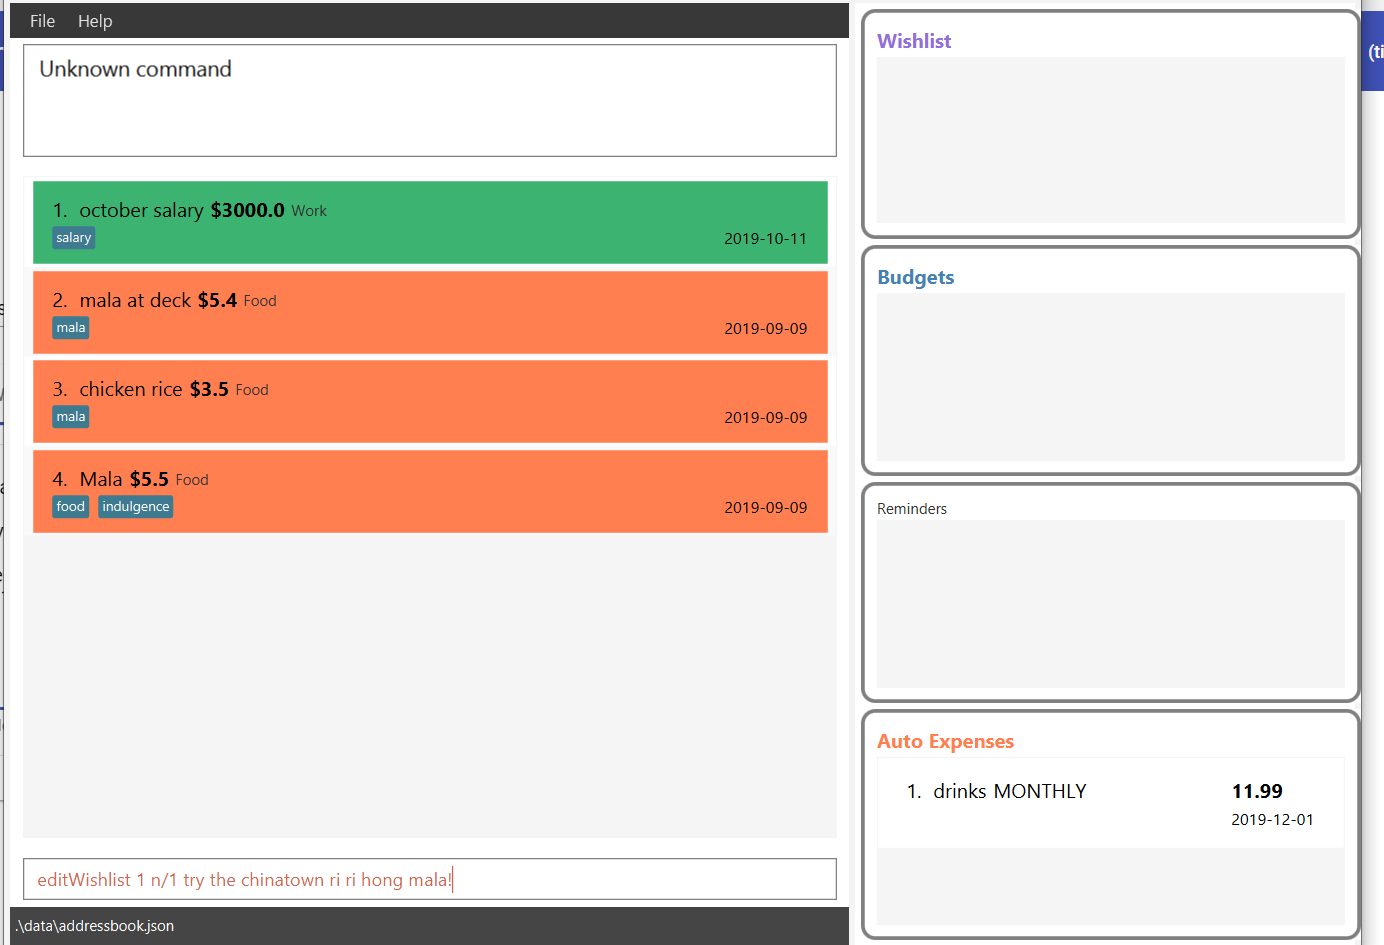 File Help
Unknown command
1. october salary $3000.0 Work
salary
2019-10-11
2. mala at deck $5.4 Food
mala
2019-09-09
3. chicken rice $3.5 Food
mala
2019-09-09
4. Mala $5.5 Food
food indulgence
2019-09-09
editWishlist 1 n/1 try the chinatown ri ri hong mala!
.\data\addressbook.json
Wishlist
Budgets
Reminders
Auto Expenses
1. drinks MONTHLY 11.99
2019-12-01
(ti